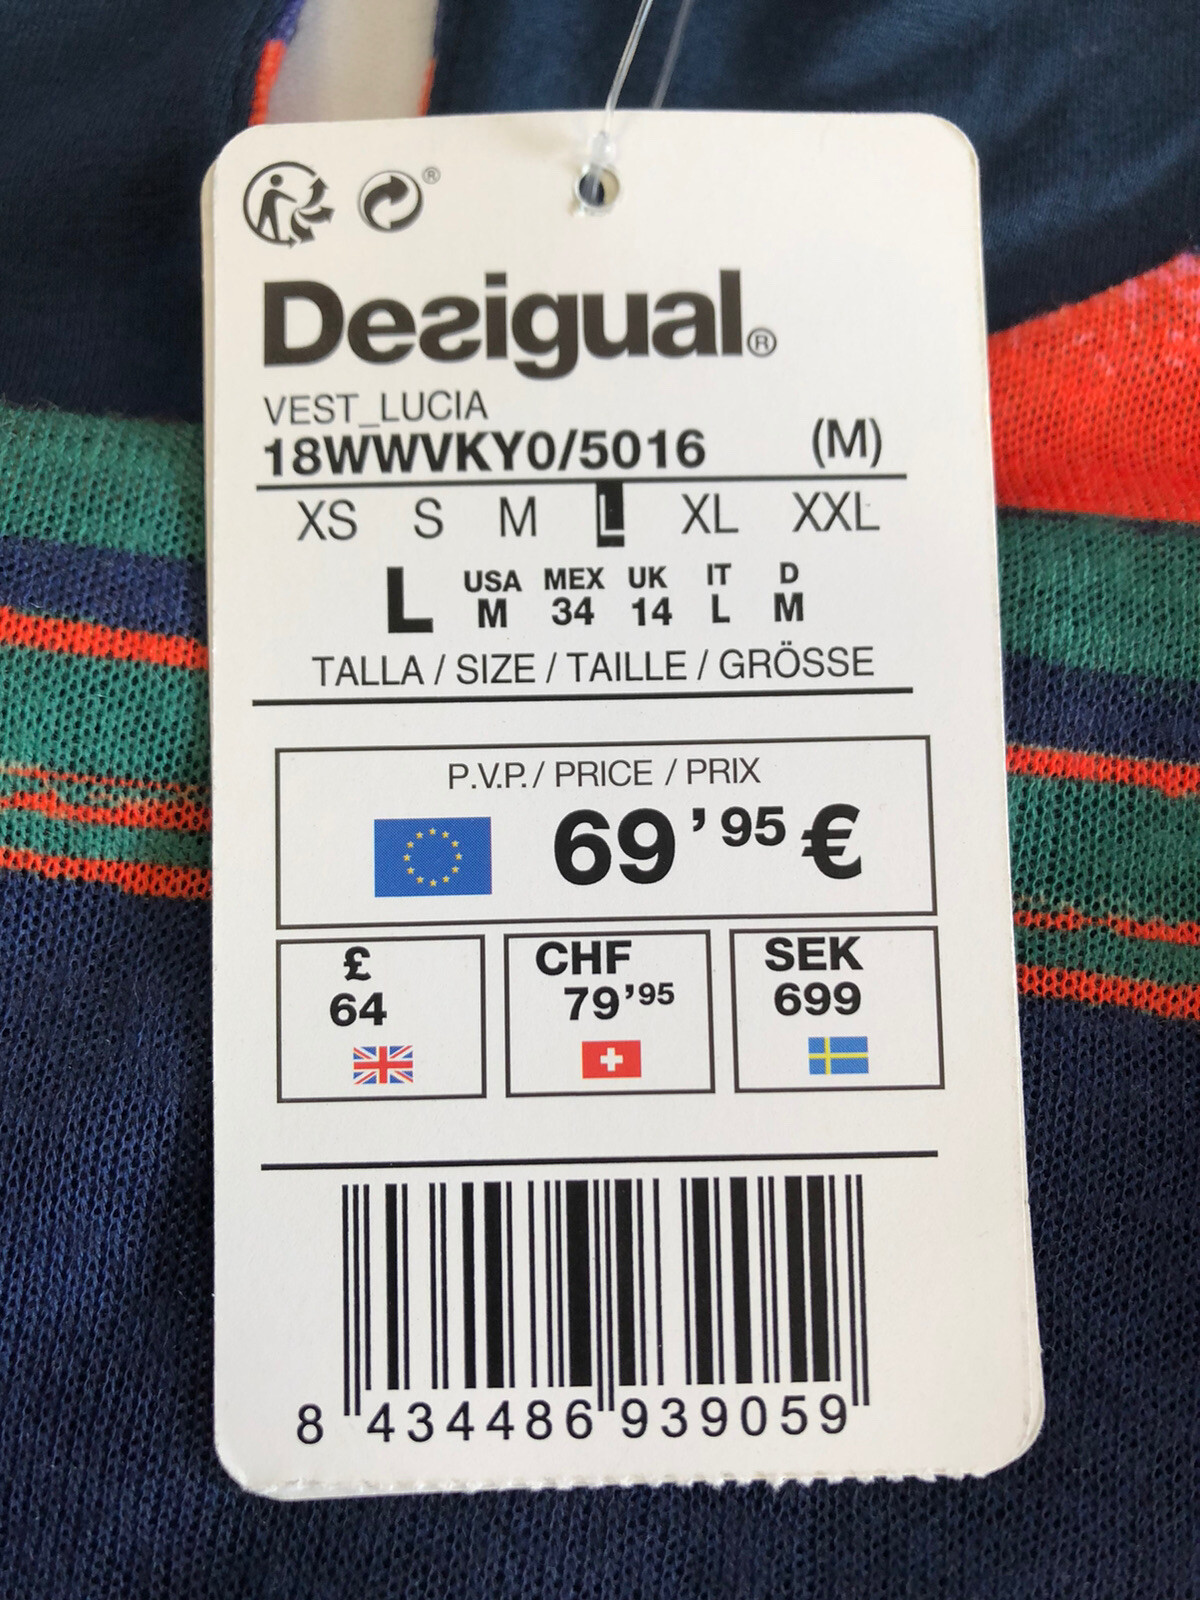 ®
Desigual®
VEST_LUCIA
18WWVKY0/5016 (M)
XS S M L XL XXL
L USA MEX UK IT D
M 34 14 L M
TALLA / SIZE / TAILLE / GRÖSSE
P.V.P. / PRICE / PRIX
69'95 €
£ CHF SEK
64 79'95 699
8 434486 939059